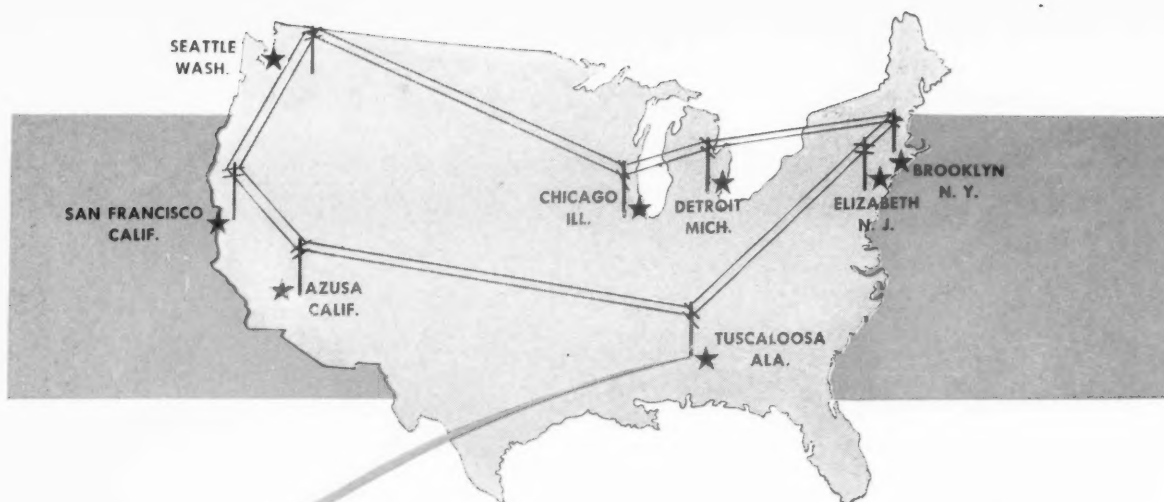 SEATTLE
WASH.
SAN FRANCISCO
CALIF.
AZUSA
CALIF.
CHICAGO
ILL.
DETROIT
MICH.
BROOKLYN
N. Y.
ELIZABETH
N. J.
TUSCALOOSA
ALA.